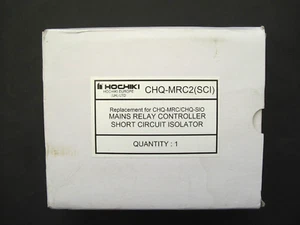 HOCHIKI
HOCHIKI EUROPE
(UK) LTD
CHQ-MRC2(SCI)
Replacement for CHQ-MRC/CHQ-SIO
MAINS RELAY CONTROLLER
SHORT CIRCUIT ISOLATOR
QUANTITY : 1